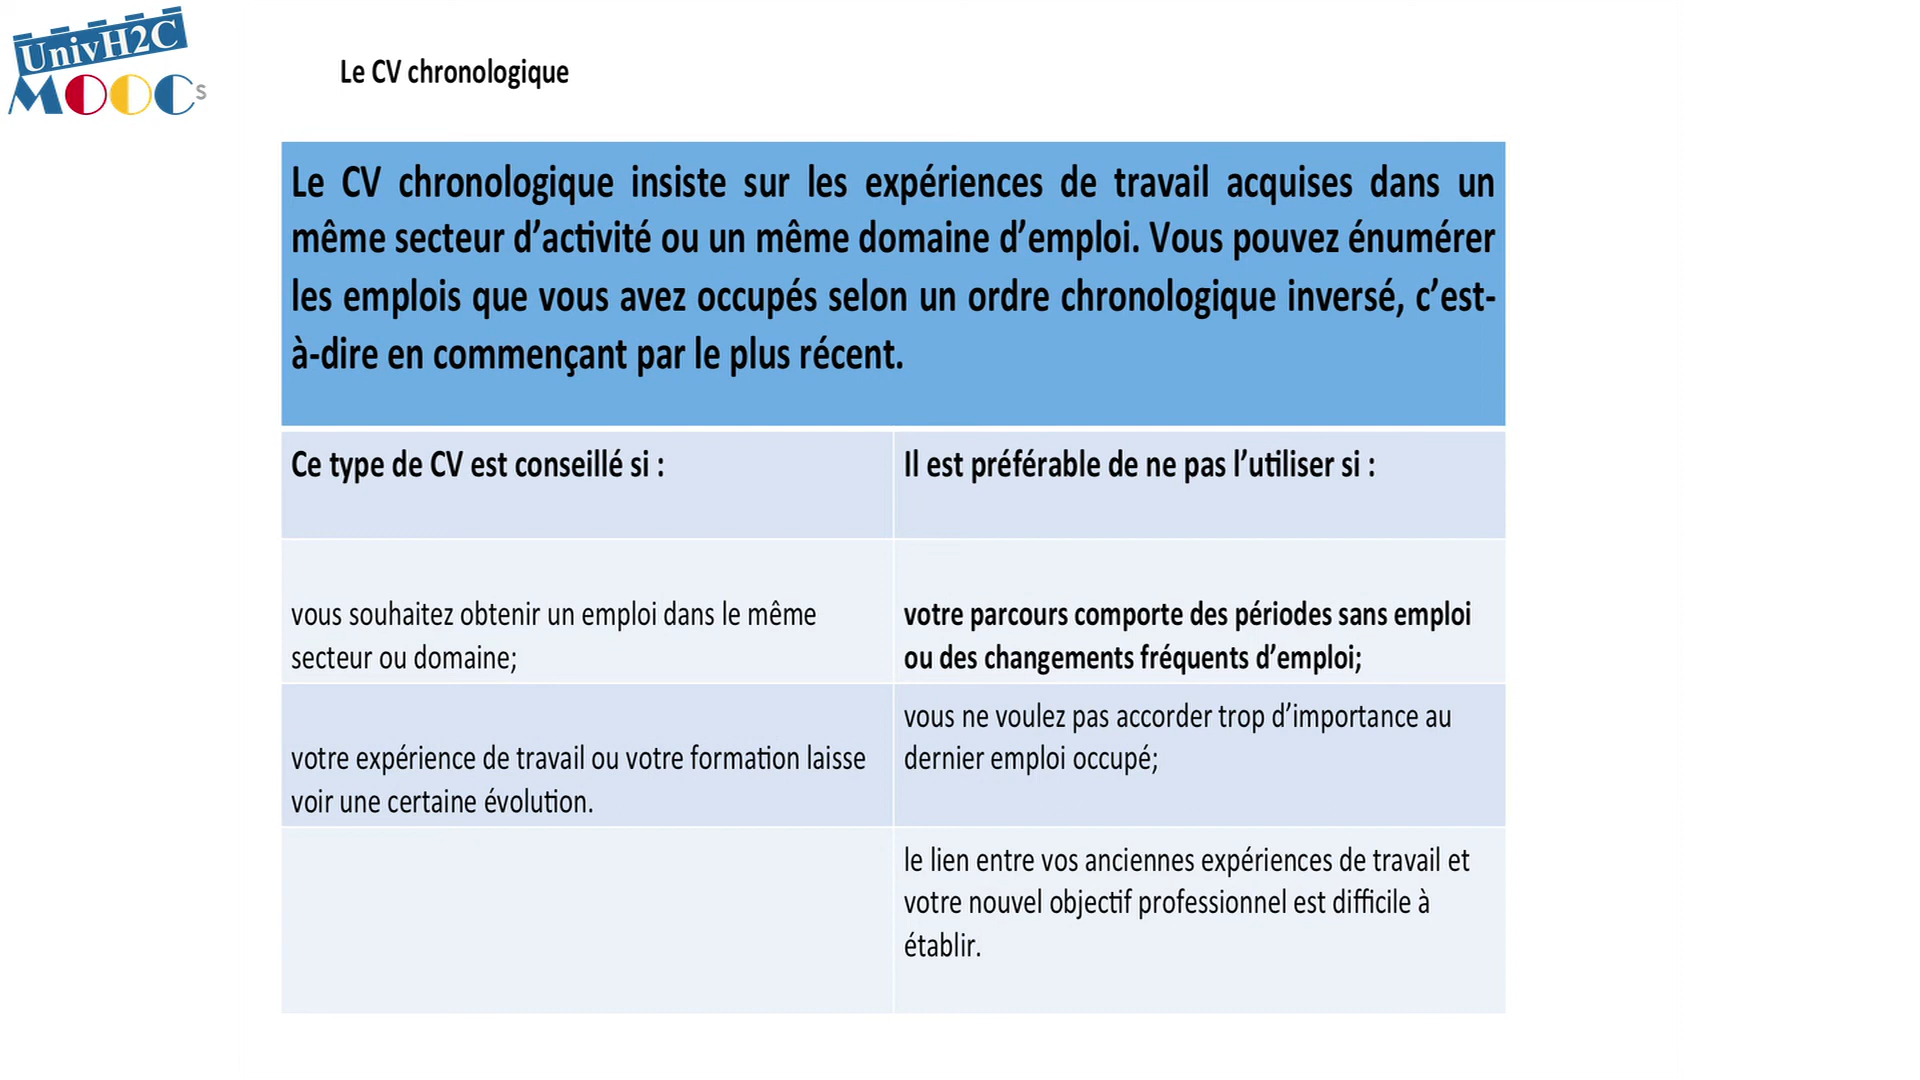 UnivH2C
MOOCs
Le CV chronologique
Le CV chronologique insiste sur les expériences de travail acquises dans un
même secteur d’activité ou un même domaine d’emploi. Vous pouvez énumérer
les emplois que vous avez occupés selon un ordre chronologique inversé, c’est-
à-dire en commençant par le plus récent.
Ce type de CV est conseillé si :
Il est préférable de ne pas l’utiliser si :
vous souhaitez obtenir un emploi dans le même
secteur ou domaine;
votre parcours comporte des périodes sans emploi
ou des changements fréquents d’emploi;
votre expérience de travail ou votre formation laisse
voir une certaine évolution.
vous ne voulez pas accorder trop d’importance au
dernier emploi occupé;
le lien entre vos anciennes expériences de travail et
votre nouvel objectif professionnel est difficile à
établir.